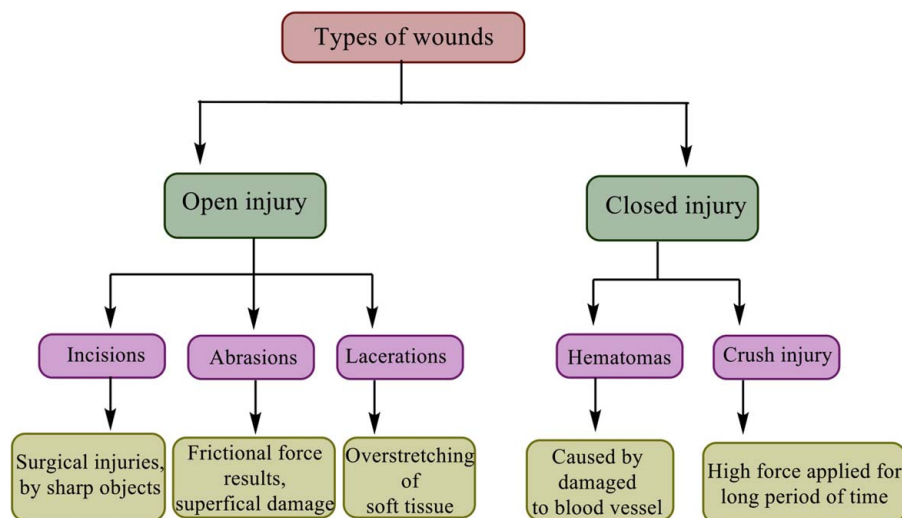 Types of wounds
Open injury
Closed injury
Incisions
Abrasions
Lacerations
Hematomas
Crush injury
Surgical injuries,
by sharp objects
Frictional force
results,
superfical damage
Overstretching
of
soft tissue
Caused by
damaged
to blood vessel
High force applied for
long period of time